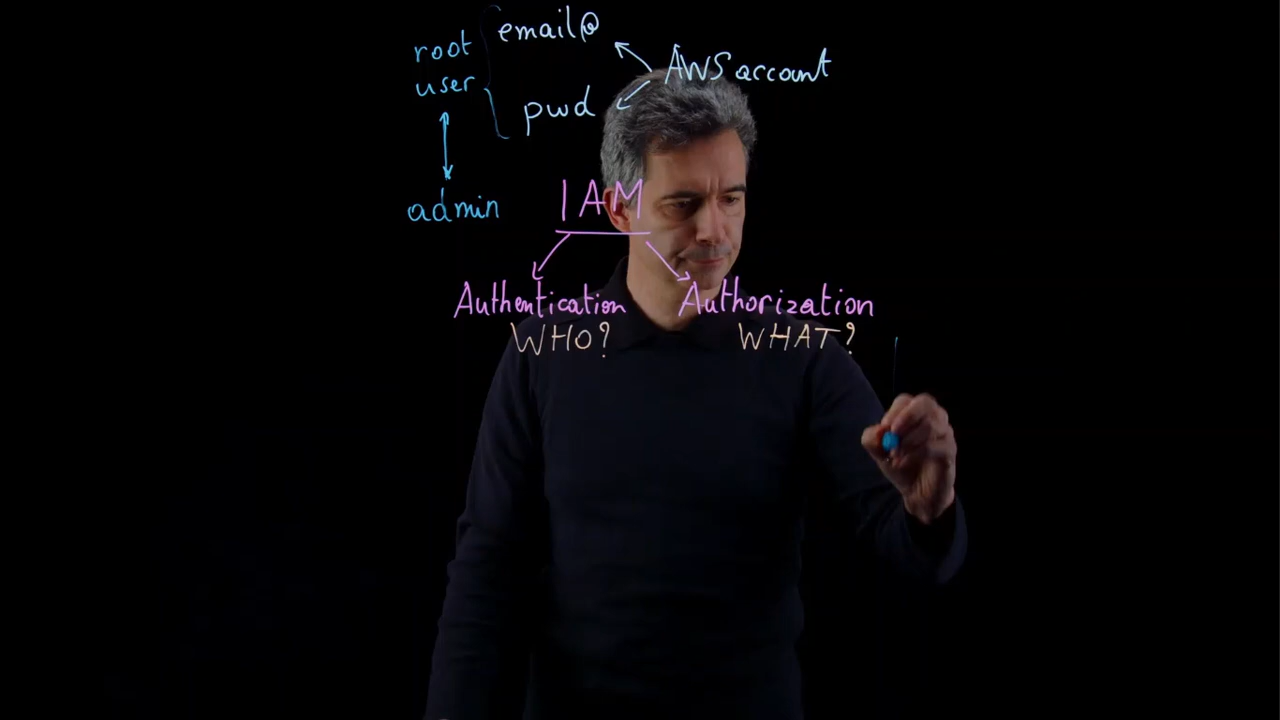 root
user
email@
pwd
AWS account
admin
IAM
Authentication
Authorization
WHO?
WHAT?